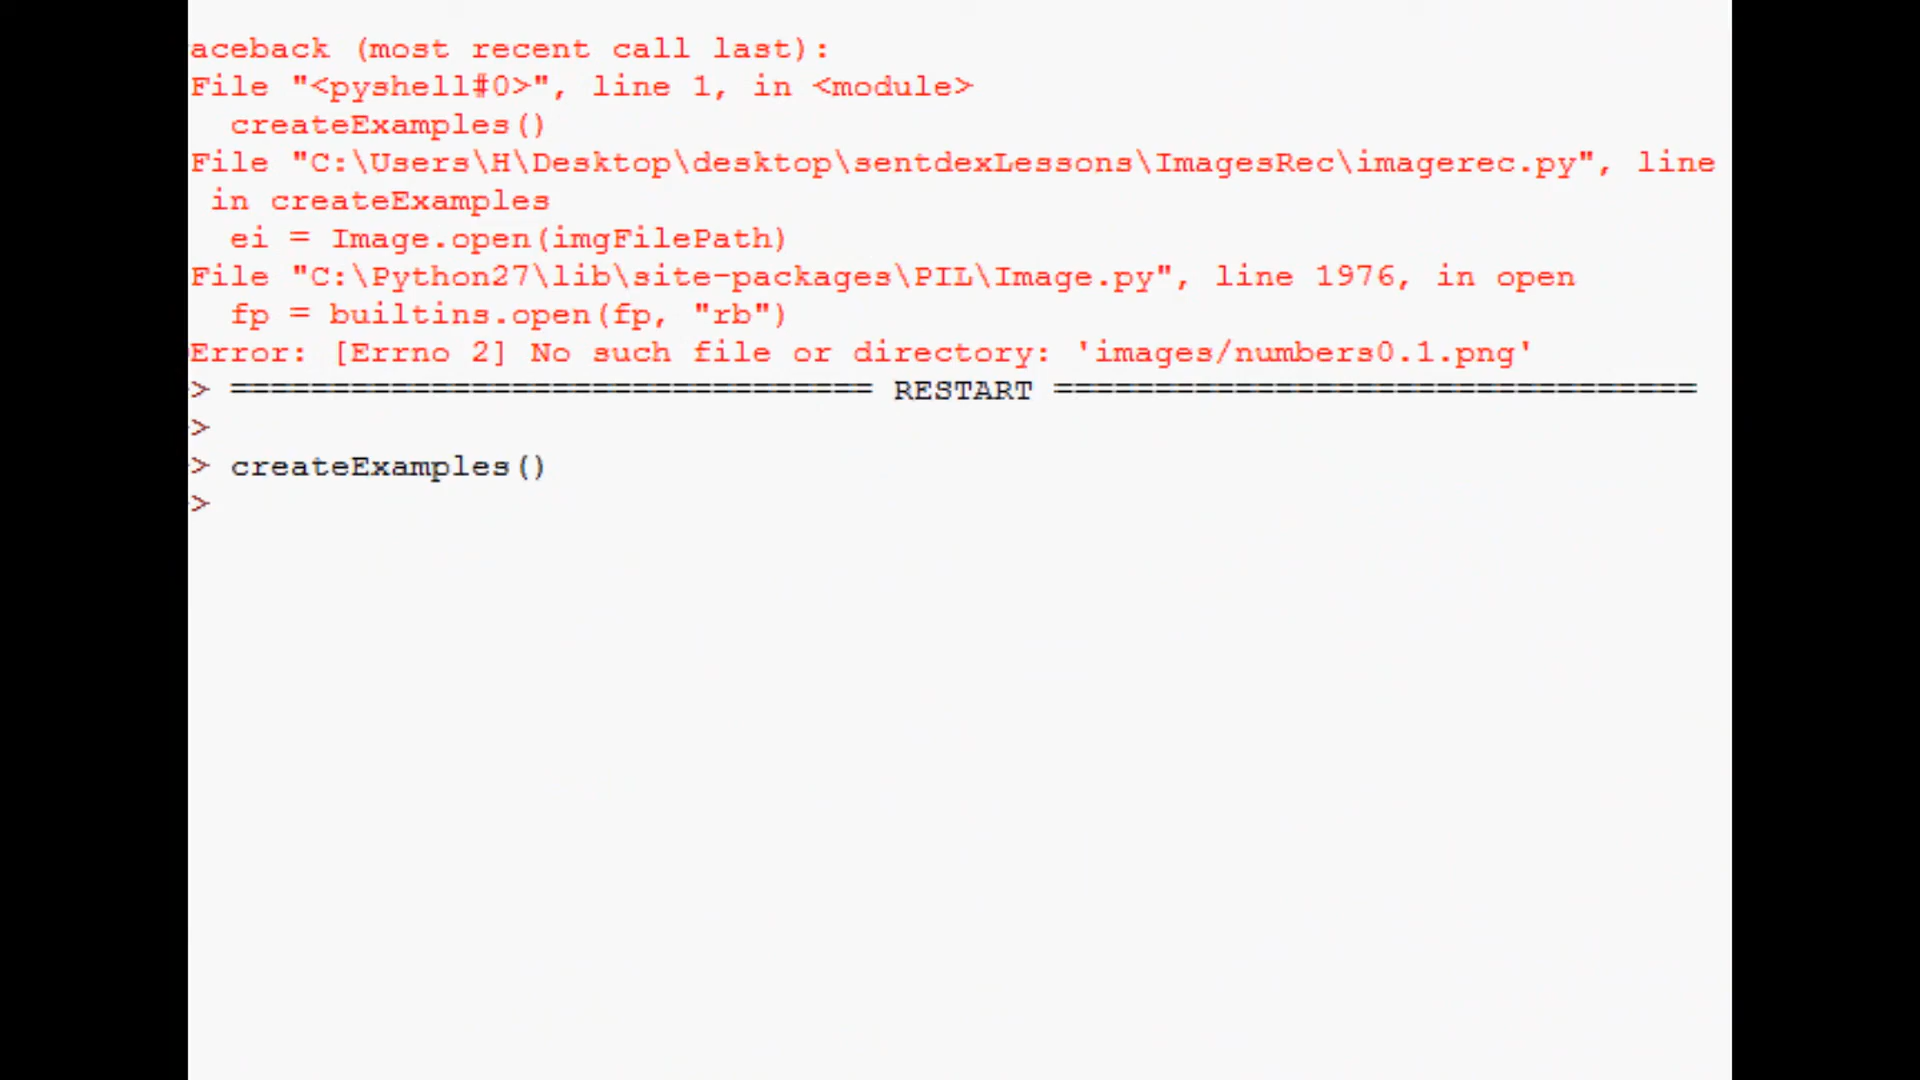 aceback (most recent call last):
File "<pyshell#0>", line 1, in <module>
createExamples()
File "C:\Users\H\Desktop\desktop\sentdexLessons\ImagesRec\imagerec.py", line
in createExamples
ei = Image.open(imgFilePath)
File "C:\Python27\lib\site-packages\PIL\Image.py", line 1976, in open
fp = builtins.open(fp, "rb")
Error: [Errno 2] No such file or directory: 'images/numbers0.1.png'
> ================================ RESTART ================================
>
> createExamples()
>